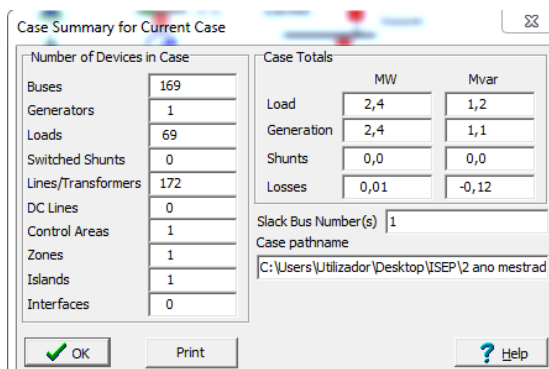 Case Summary for Current Case
Number of Devices in Case
Buses 169
Generators 1
Loads 69
Switched Shunts 0
Lines/Transformers 172
DC Lines 0
Control Areas 1
Zones 1
Islands 1
Interfaces 0
Case Totals
MW Mvar
Load 2,4 1,2
Generation 2,4 1,1
Shunts 0,0 0,0
Losses 0,01 -0,12
Slack Bus Number(s) 1
Case pathname
C:\Users\Utilizador\Desktop\ISEP\2 ano mestrad
OK Print ? Help